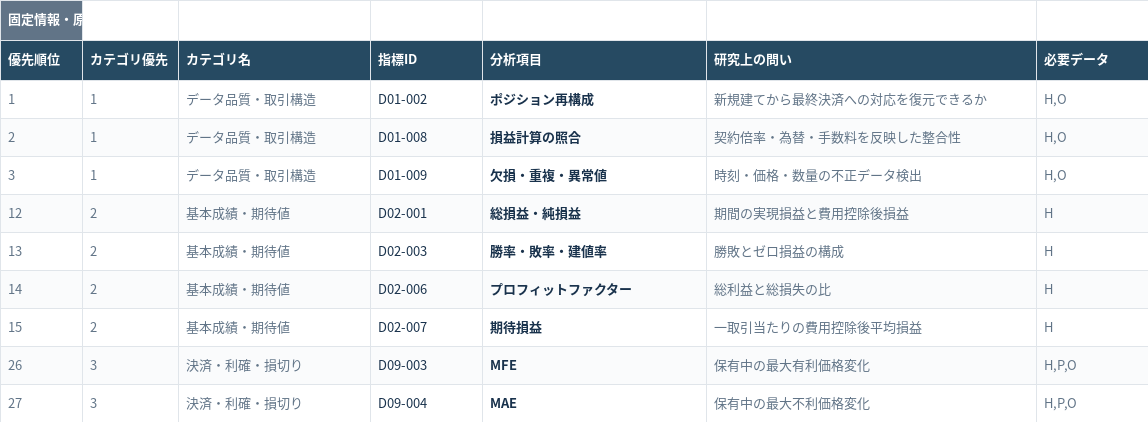 固定情報・原
優先順位 カテゴリ優先 カテゴリ名 指標ID 分析項目 研究上の問い 必要データ
1 1 データ品質・取引構造 D01-002 ポジション再構成 新規建てから最終決済への対応を復元できるか H,O
2 1 データ品質・取引構造 D01-008 損益計算の照合 契約倍率・為替・手数料を反映した整合性 H,O
3 1 データ品質・取引構造 D01-009 欠損・重複・異常値 時刻・価格・数量の不正データ検出 H,O
12 2 基本成績・期待値 D02-001 総損益・純損益 期間の実現損益と費用控除後損益 H
13 2 基本成績・期待値 D02-003 勝率・敗率・建値率 勝敗とゼロ損益の構成 H
14 2 基本成績・期待値 D02-006 プロフィットファクター 総利益と総損失の比 H
15 2 基本成績・期待値 D02-007 期待損益 一取引当たりの費用控除後平均損益 H
26 3 決済・利確・損切り D09-003 MFE 保有中の最大有利価格変化 H,P,O
27 3 決済・利確・損切り D09-004 MAE 保有中の最大不利価格変化 H,P,O